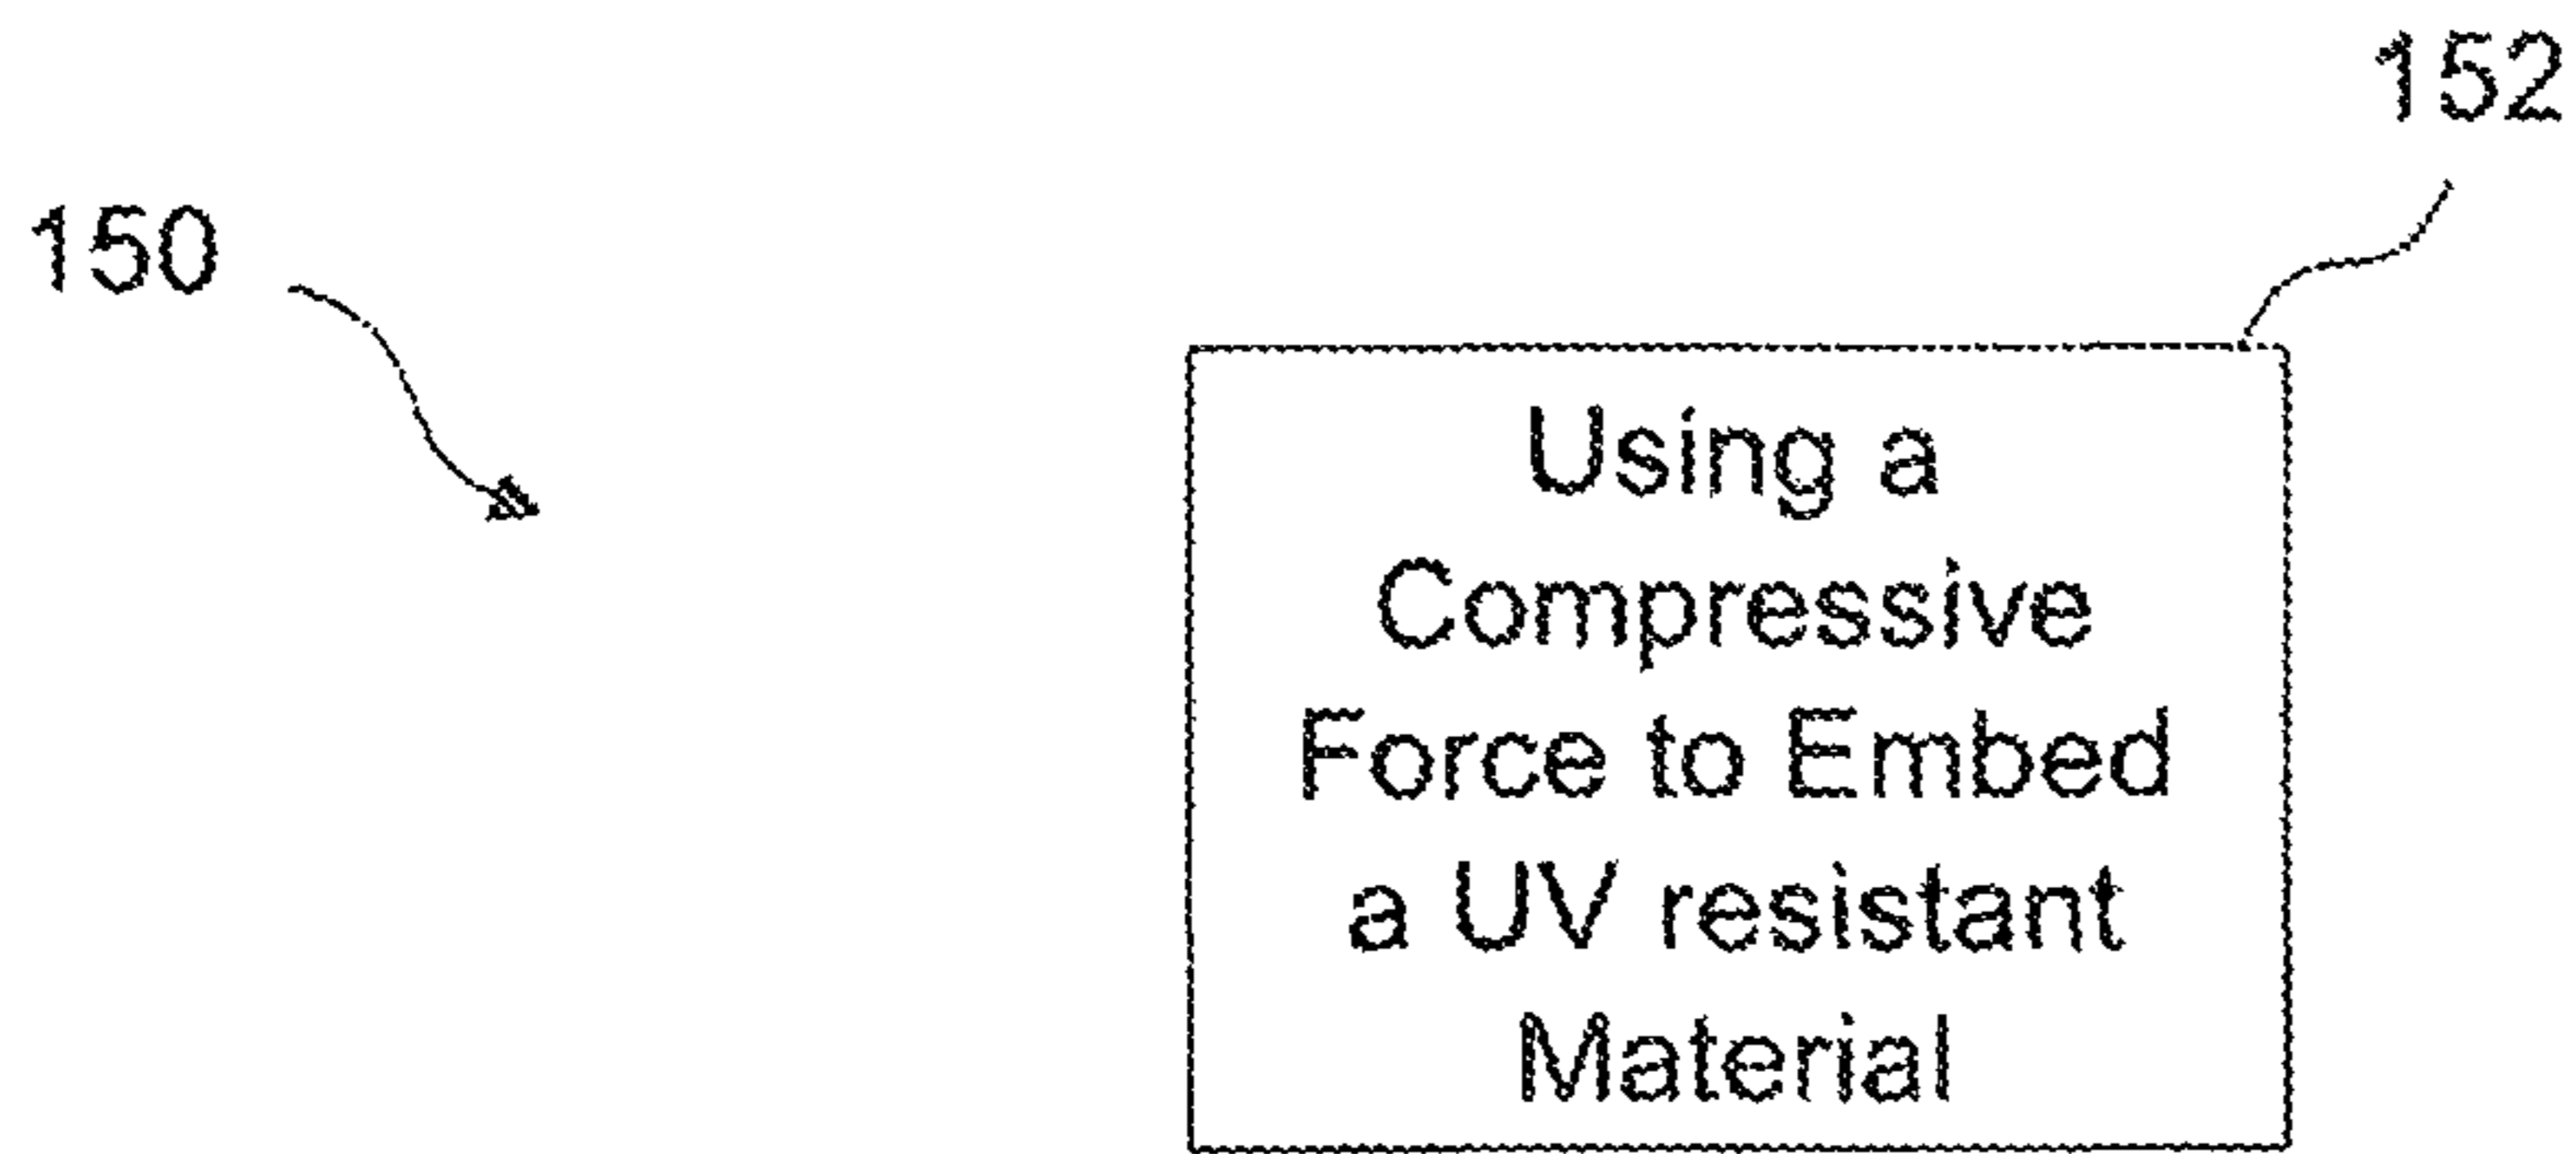 152
150
Using a
Compressive
Force to Embed
a UV resistant
Material